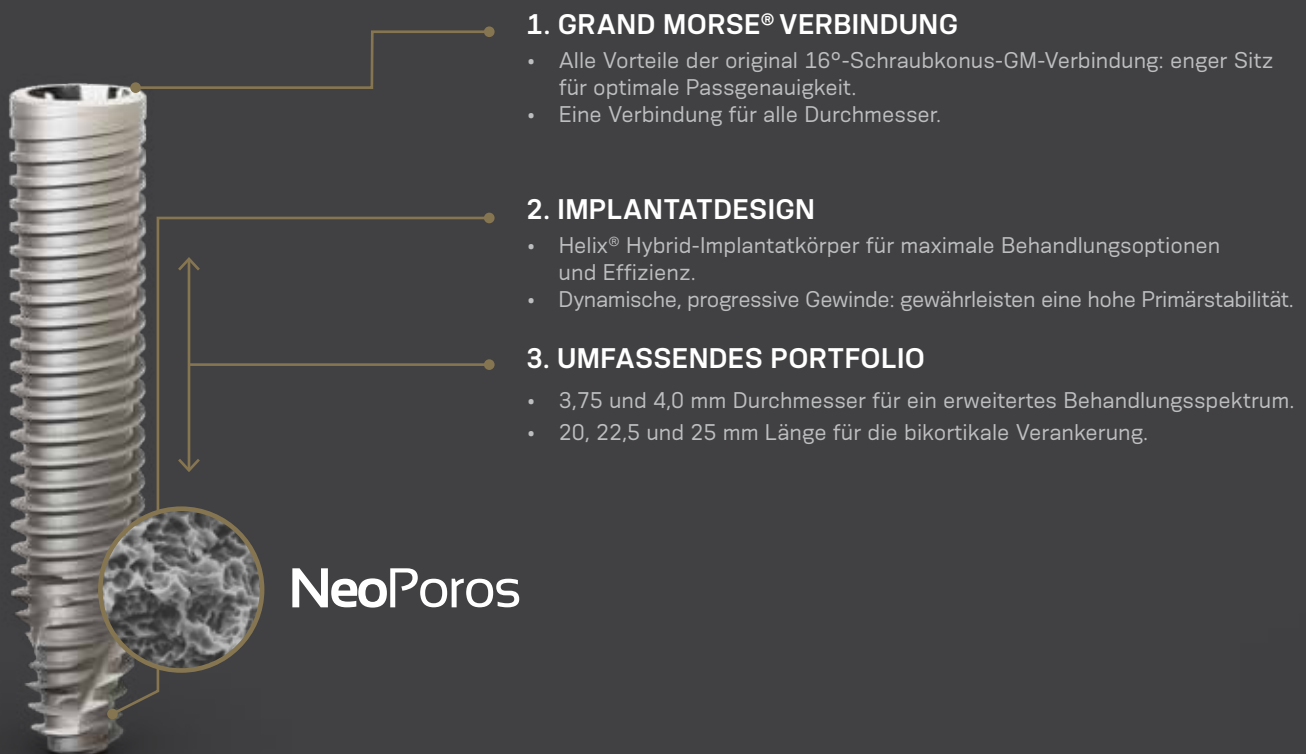 1. GRAND MORSE® VERBINDUNG
• Alle Vorteile der original 16°-Schraubkonus-GM-Verbindung: enger Sitz
für optimale Passgenauigkeit.
• Eine Verbindung für alle Durchmesser.
2. IMPLANTATDESIGN
• Helix® Hybrid-Implantatkörper für maximale Behandlungsoptionen
und Effizienz.
• Dynamische, progressive Gewinde: gewährleisten eine hohe Primärstabilität.
3. UMFASSENDES PORTFOLIO
• 3,75 und 4,0 mm Durchmesser für ein erweitertes Behandlungsspektrum.
• 20, 22,5 und 25 mm Länge für die bikortikale Verankerung.
NeoPoros